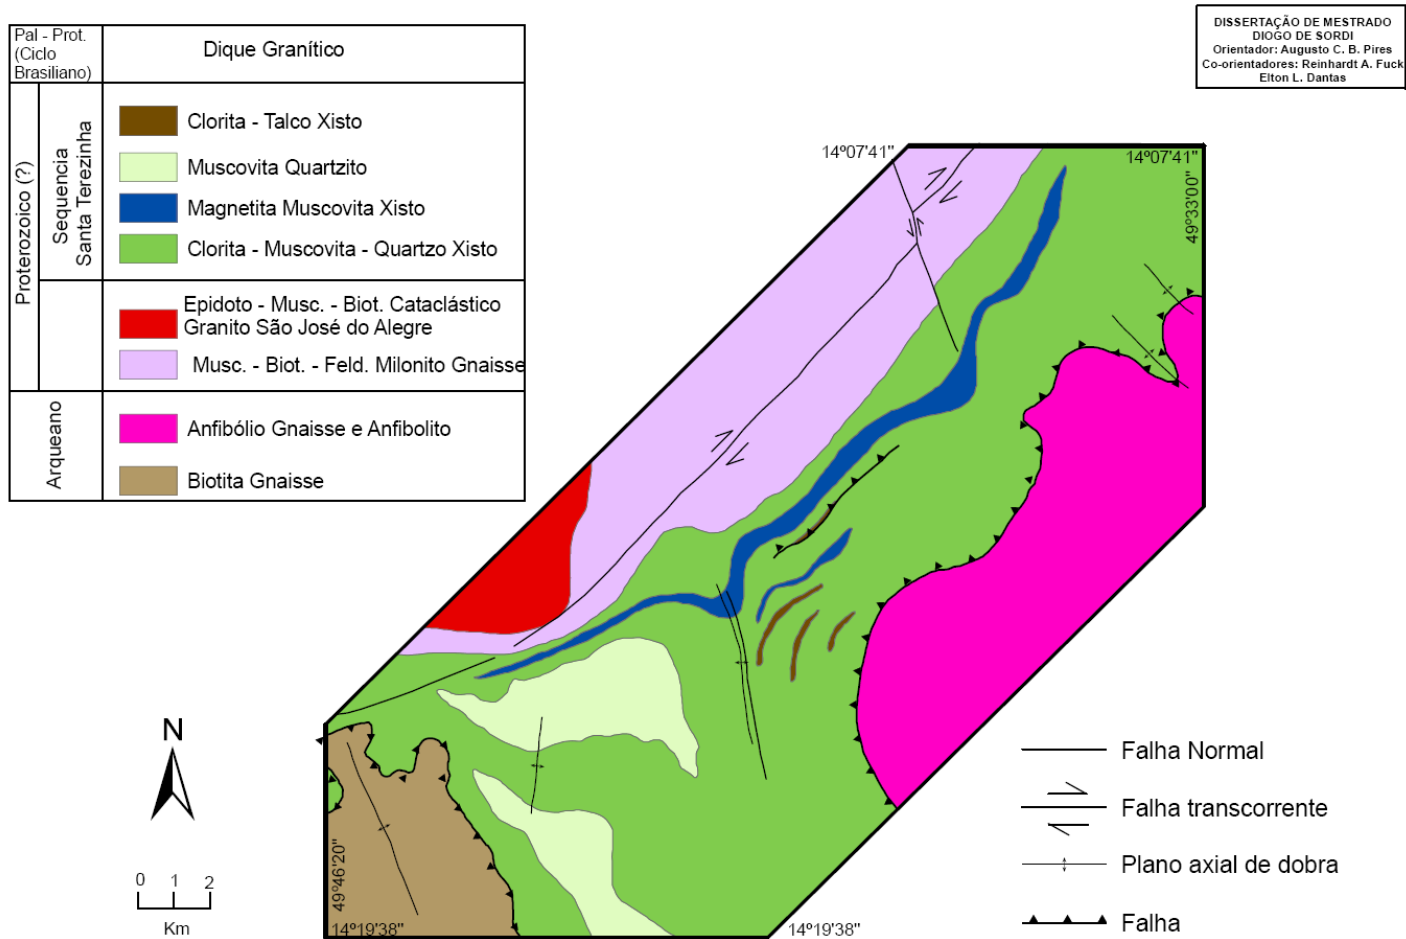 Pal - Prot.
(Ciclo
Brasiliano)
Dique Granítico
Proterozoico (?)
Sequencia
Santa Terezinha
Clorita - Talco Xisto
Muscovita Quartzito
Magnetita Muscovita Xisto
Clorita - Muscovita - Quartzo Xisto
Epidoto - Musc. - Biot. Cataclástico
Granito São José do Alegre
Musc. - Biot. - Feld. Milonito Gnaisse
Arqueano
Anfibólio Gnaisse e Anfibolito
Biotita Gnaisse
DISSERTAÇÃO DE MESTRADO
DIOGO DE SORDI
Orientador: Augusto C. B. Pires
Co-orientadores: Reinhardt A. Fuck
Elton L. Dantas
14º07'41"
14º07'41"
49º33'00"
N
0 1 2
Km
49º46'20"
14º19'38"
14º19'38"
Falha Normal
Falha transcorrente
Plano axial de dobra
Falha